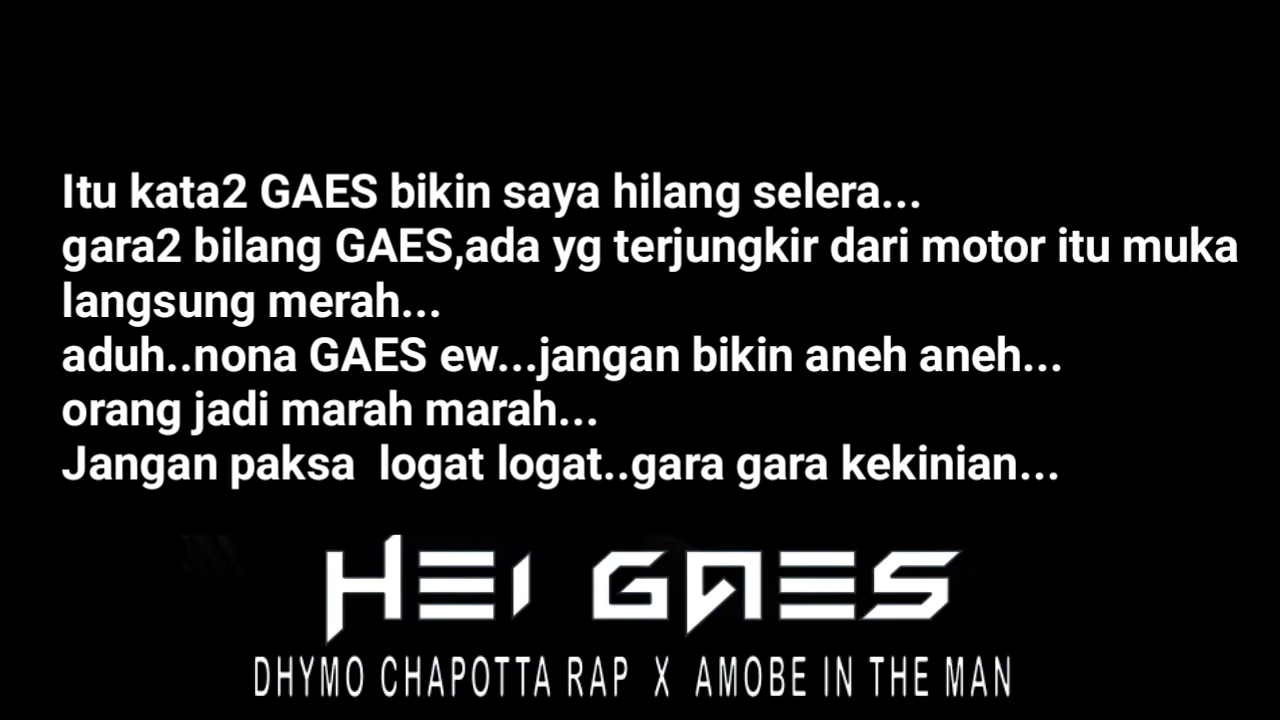 Itu kata2 GAES bikin saya hilang selera...
gara2 bilang GAES,ada yg terjungkir dari motor itu muka
langsung merah...
aduh..nona GAES ew...jangan bikin aneh aneh...
orang jadi marah marah...
Jangan paksa  logat logat..gara gara kekinian...
HEI GAES
DHYMO CHAPOTTA RAP X AMOBE IN THE MAN